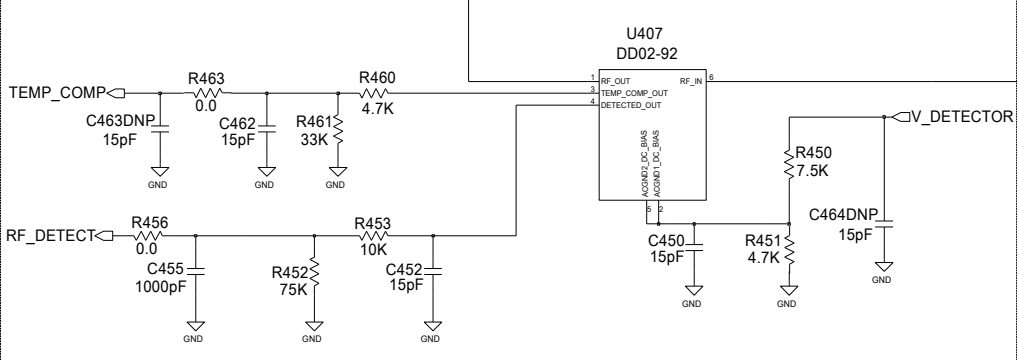 U407
DD02-92
1 RF_OUT
RF_IN 6
3 TEMP_COMP_OUT
4 DETECTED_OUT
ACGND2_DC_BIAS
ACGND1_DC_BIAS
5 2
TEMP_COMP
R463
0.0
R460
4.7K
C463DNP
15pF
C462
15pF
R461
33K
GND
GND
GND
V_DETECTOR
R450
7.5K
C464DNP
15pF
GND
RF_DETECT
R456
0.0
R453
10K
C455
1000pF
R452
75K
C452
15pF
GND
GND
GND
C450
15pF
R451
4.7K
GND
GND